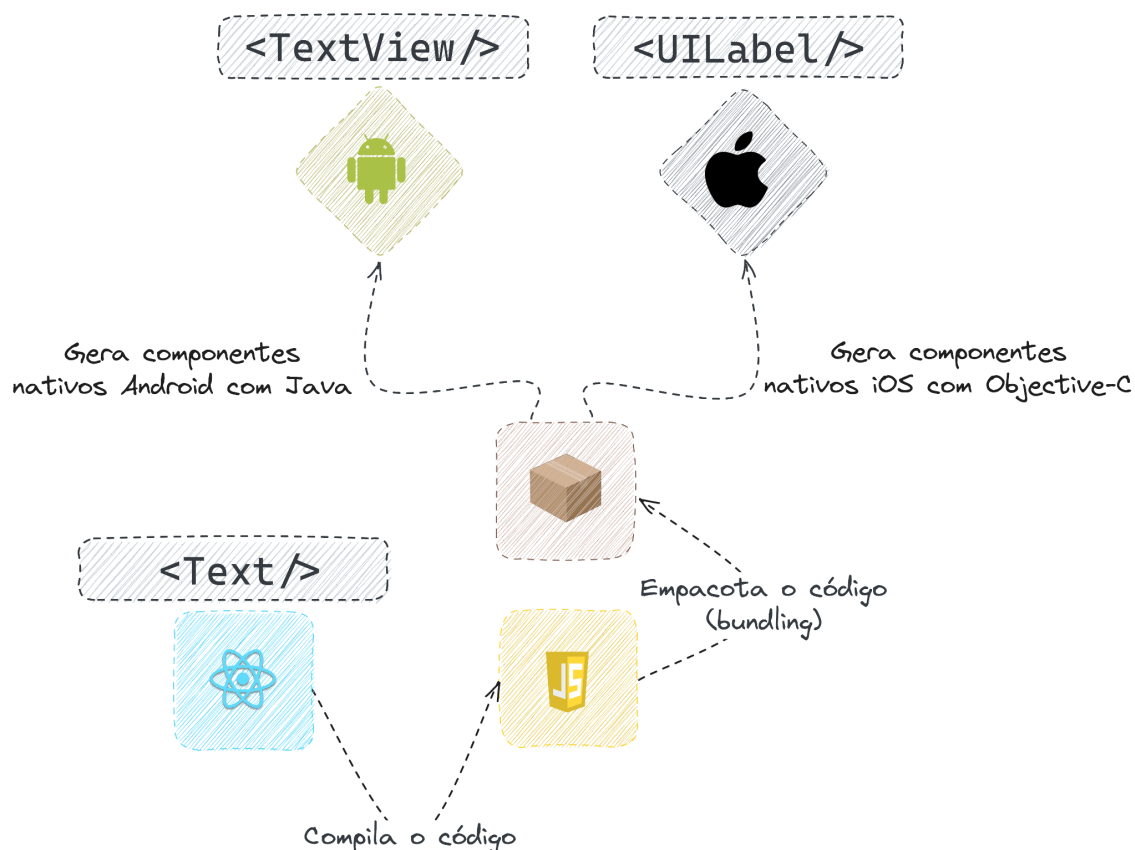 <TextView/>
<UILabel/>
Gera componentes
nativos Android com Java
Gera componentes
nativos iOS com Objective-C
<Text/>
Empacota o código
(bundling)
JS
Compila o código